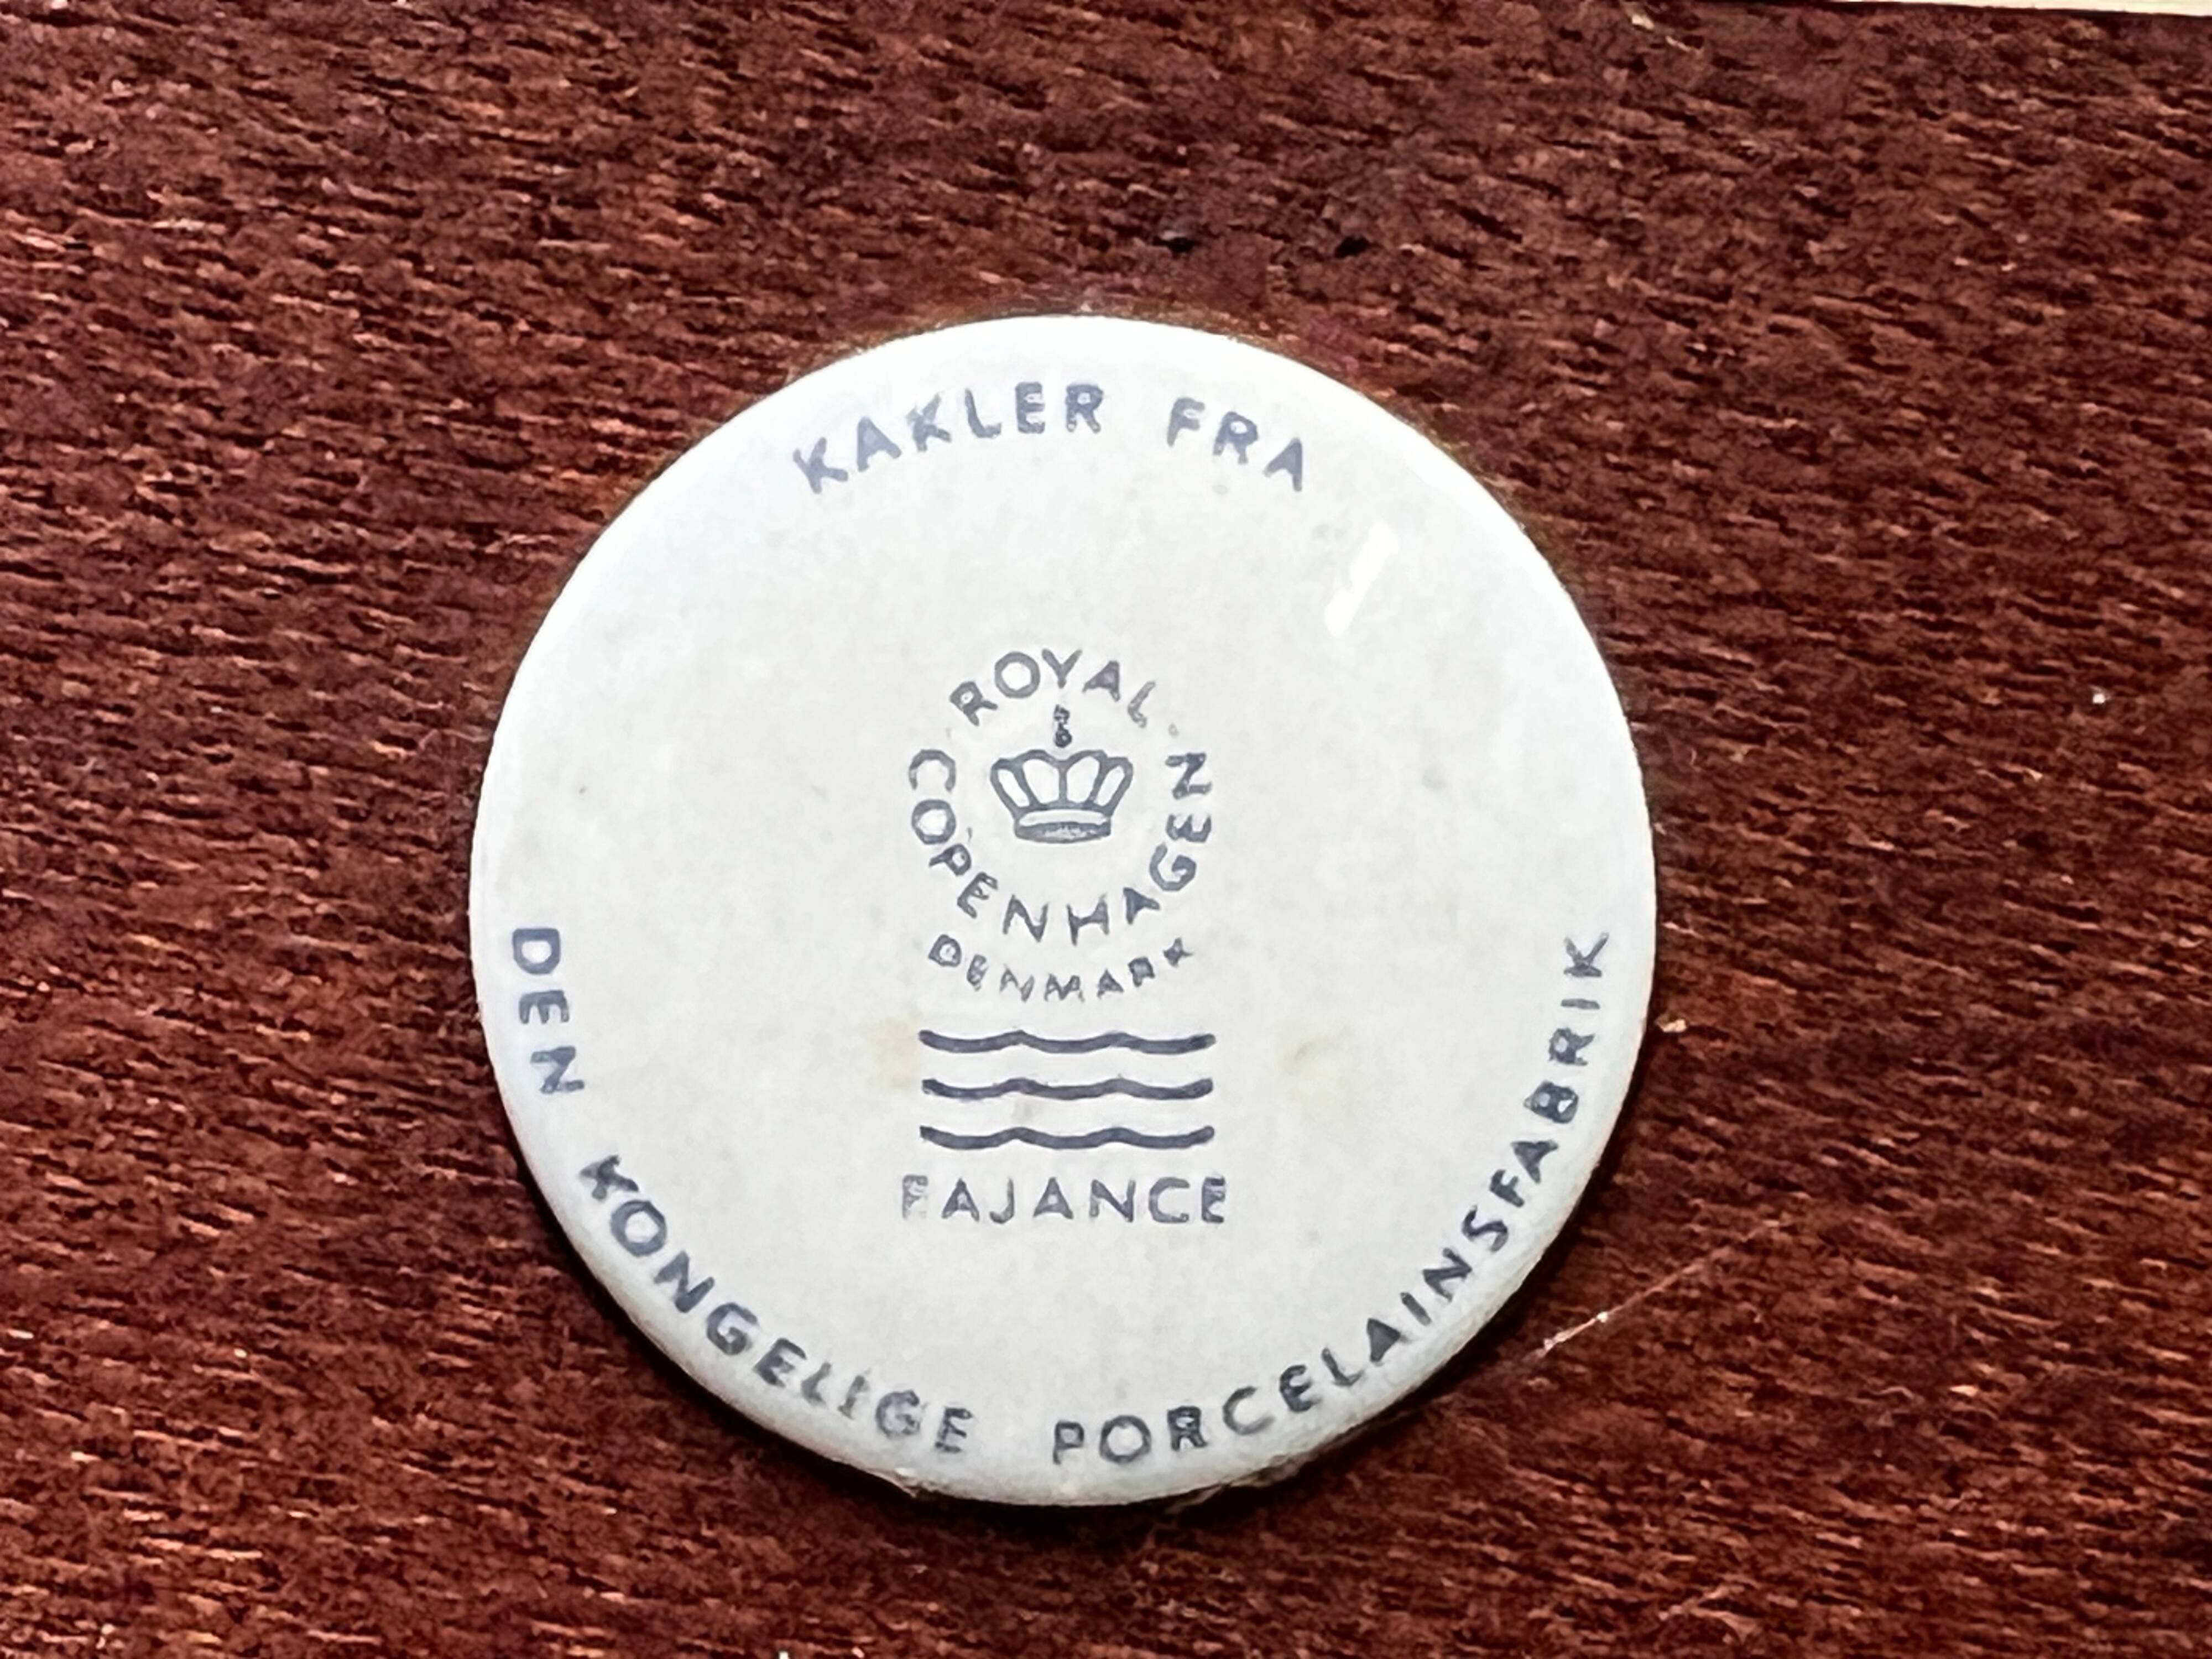 KAKLER FRA
ROYAL
COPENHAGEN
DENMARK
FAJANCE
DEN KONGELIGE PORCELAINSFABRIK